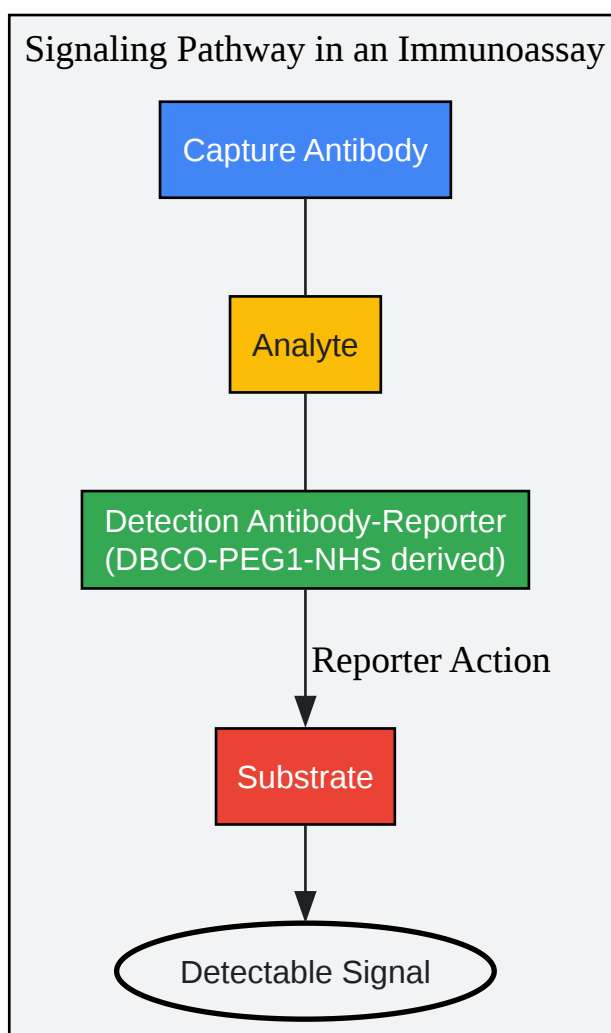 Signaling Pathway in an Immunoassay
Capture Antibody
Analyte
Detection Antibody-Reporter
(DBCO-PEG1-NHS derived)
Reporter Action
Substrate
Detectable Signal